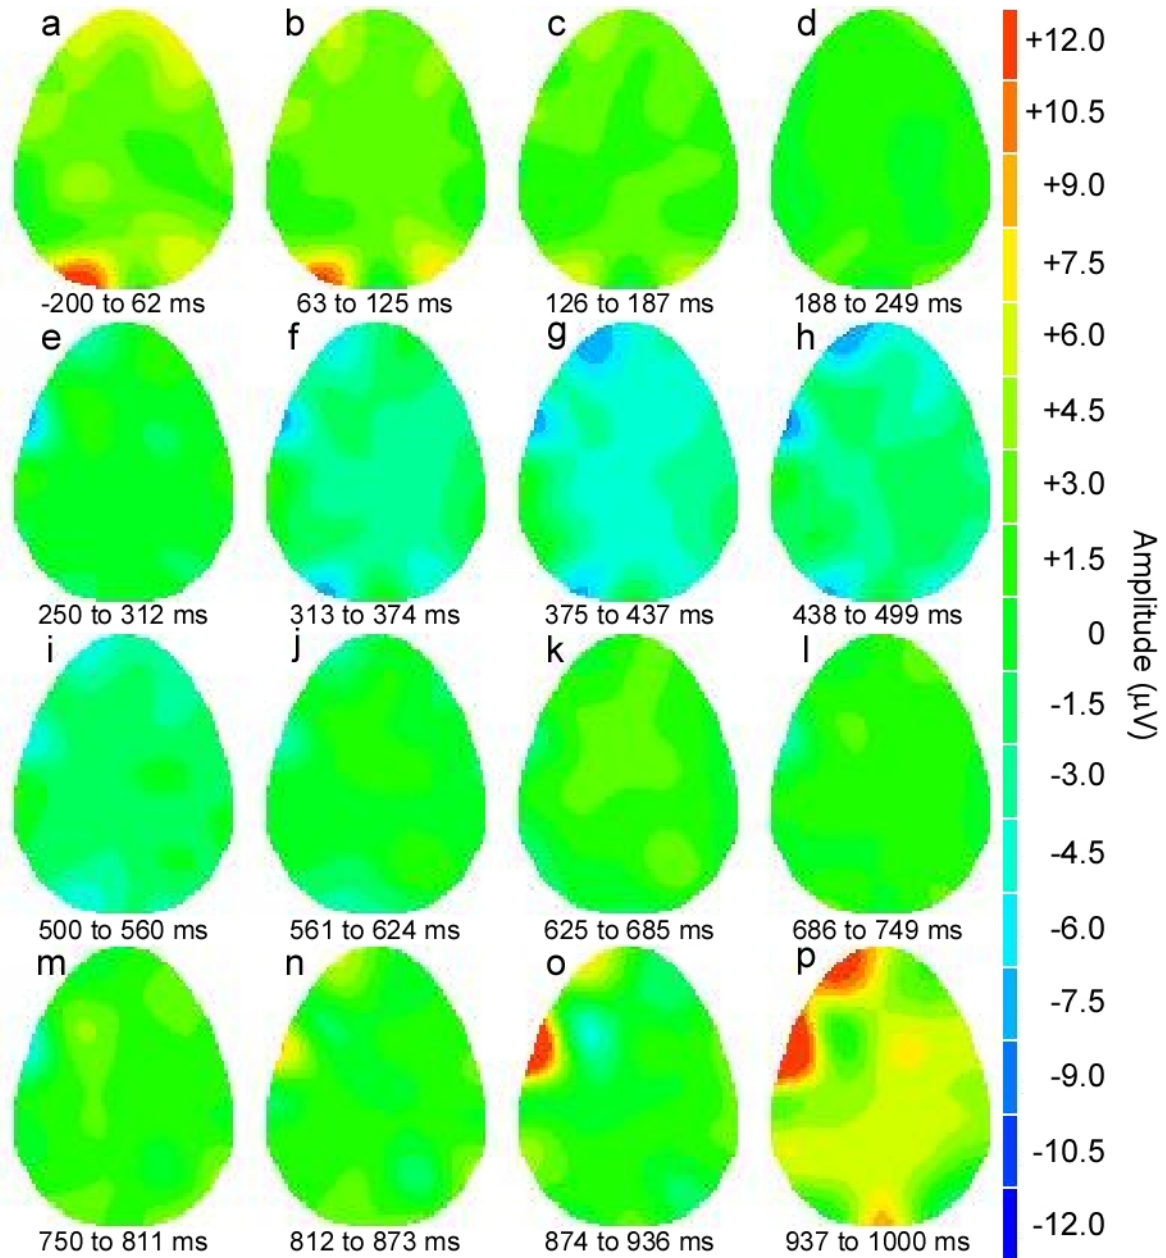 a b c d
-200 to 62 ms 63 to 125 ms 126 to 187 ms 188 to 249 ms
e f g h
250 to 312 ms 313 to 374 ms 375 to 437 ms 438 to 499 ms
i j k l
500 to 560 ms 561 to 624 ms 625 to 685 ms 686 to 749 ms
m n o p
750 to 811 ms 812 to 873 ms 874 to 936 ms 937 to 1000 ms
+12.0
+10.5
+9.0
+7.5
+6.0
+4.5
+3.0
+1.5
0
-1.5
-3.0
-4.5
-6.0
-7.5
-9.0
-10.5
-12.0
Amplitude (μV)